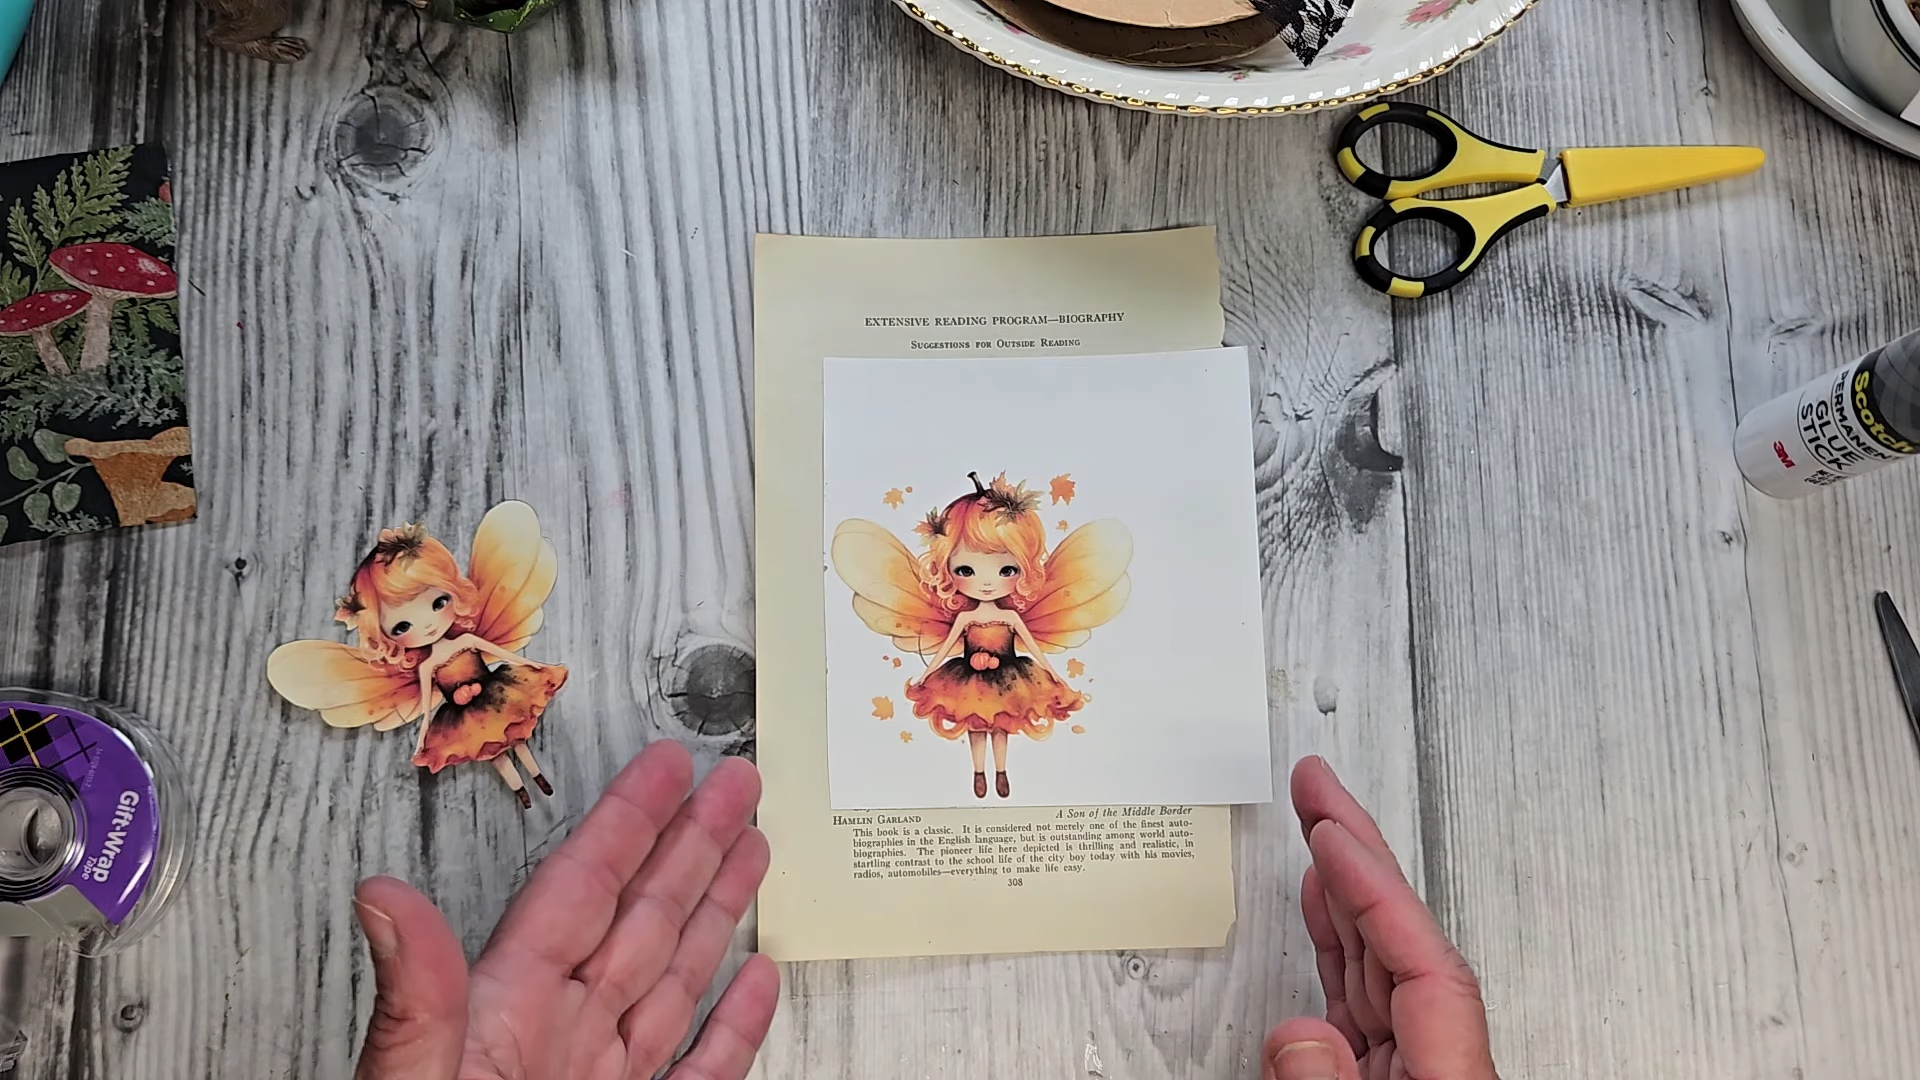 EXTENSIVE READING PROGRAM—BIOGRAPHY
SUGGESTIONS FOR OUTSIDE READING
HAMLIN GARLAND A Son of the Middle Border
This book is a classic. It is considered not merely one of the finest auto-
biographies in the English language, but is outstanding among world auto-
biographies. The pioneer life here depicted is thrilling and realistic, in
startling contrast to the school life of the city boy today with his movies,
radios, automobiles—everything to make life easy.
308
Gift-Wrap
Tape
Scotch
PERMANENT
GLUE
STICK
3M